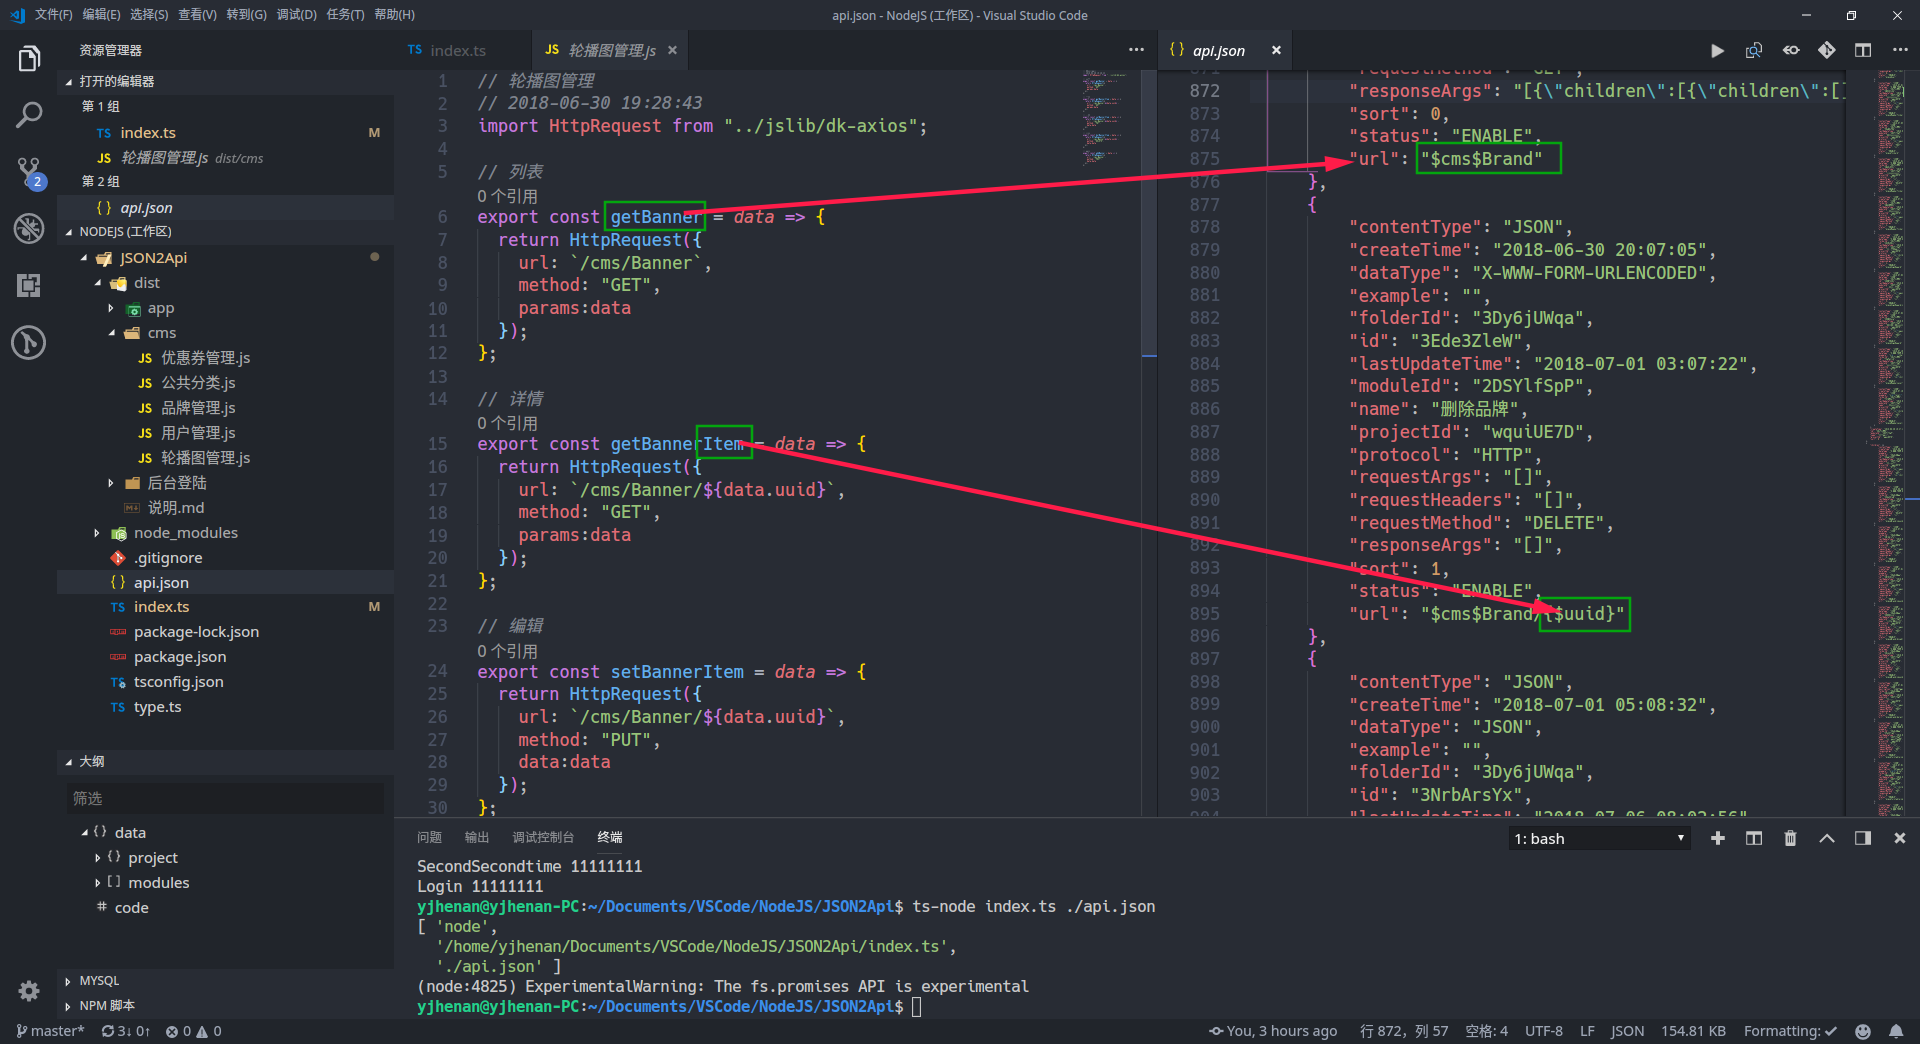 文件(F) 编辑(E) 选择(S) 查看(V) 转到(G) 调试(D) 任务(T) 帮助(H)
api.json - NodeJS (工作区) - Visual Studio Code
资源管理器
打开的编辑器
第 1 组
TS index.ts M
JS 轮播图管理.js dist/cms
第 2 组
{ } api.json
NODEJS (工作区)
JSON2Api
dist
app
cms
JS 优惠券管理.js
JS 公共分类.js
JS 品牌管理.js
JS 用户管理.js
JS 轮播图管理.js
后台登陆
说明.md
node_modules
.gitignore
{ } api.json
TS index.ts M
package-lock.json
package.json
TS tsconfig.json
TS type.ts
大纲
筛选
{ } data
{ } project
[ ] modules
# code
MYSQL
NPM 脚本
2
TS index.ts
JS 轮播图管理.js ×
1 // 轮播图管理
2 // 2018-06-30 19:28:43
3 import HttpRequest from "../jslib/dk-axios";
4
5 // 列表
0 个引用
6 export const getBanner = data => {
7 return HttpRequest({
8 url: `/cms/Banner`,
9 method: "GET",
10 params:data
11 });
12 };
13
14 // 详情
0 个引用
15 export const getBannerItem = data => {
16 return HttpRequest({
17 url: `/cms/Banner/${data.uuid}`,
18 method: "GET",
19 params:data
20 });
21 };
22
23 // 编辑
0 个引用
24 export const setBannerItem = data => {
25 return HttpRequest({
26 url: `/cms/Banner/${data.uuid}`,
27 method: "PUT",
28 data:data
29 });
30 };
{ } api.json ×
871 "requestMethod": "GET",
872 "responseArgs": "[{\"children\":[{\"children\":[
873 "sort": 0,
874 "status": "ENABLE",
875 "url": "$cms$Brand"
876 },
877 {
878 "contentType": "JSON",
879 "createTime": "2018-06-30 20:07:05",
880 "dataType": "X-WWW-FORM-URLENCODED",
881 "example": "",
882 "folderId": "3Dy6jUWqa",
883 "id": "3Ede3ZleW",
884 "lastUpdateTime": "2018-07-01 03:07:22",
885 "moduleId": "2DSYlfSpP",
886 "name": "删除品牌",
887 "projectId": "wquiUE7D",
888 "protocol": "HTTP",
889 "requestArgs": "[]",
890 "requestHeaders": "[]",
891 "requestMethod": "DELETE",
892 "responseArgs": "[]",
893 "sort": 1,
894 "status": "ENABLE",
895 "url": "$cms$Brand/{$uuid}"
896 },
897 {
898 "contentType": "JSON",
899 "createTime": "2018-07-01 05:08:32",
900 "dataType": "JSON",
901 "example": "",
902 "folderId": "3Dy6jUWqa",
903 "id": "3NrbArsYx",
904 "lastUpdateTime": "2018-07-06 08:02:56",
问题 输出 调试控制台 终端
1: bash
SecondSecondtime 11111111
Login 11111111
yjhenan@yjhenan-PC:~/Documents/VSCode/NodeJS/JSON2Api$ ts-node index.ts ./api.json
[ 'node',
'/home/yjhenan/Documents/VSCode/NodeJS/JSON2Api/index.ts',
'./api.json' ]
(node:4825) ExperimentalWarning: The fs.promises API is experimental
yjhenan@yjhenan-PC:~/Documents/VSCode/NodeJS/JSON2Api$
master* 3↓ 0↑ 0 0
You, 3 hours ago 行 872，列 57 空格: 4 UTF-8 LF JSON 154.81 KB Formatting: ✓